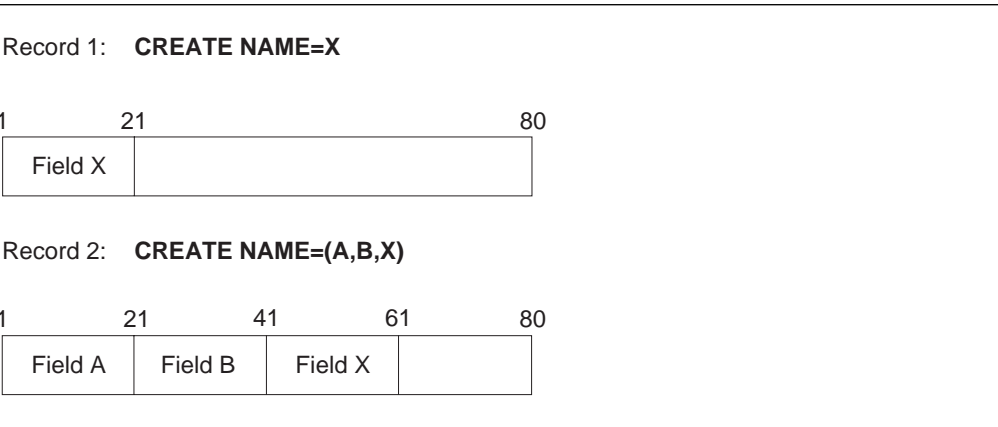 Record 1: CREATE NAME=X
1 21 80
Field X
Record 2: CREATE NAME=(A,B,X)
1 21 41 61 80
Field A Field B Field X